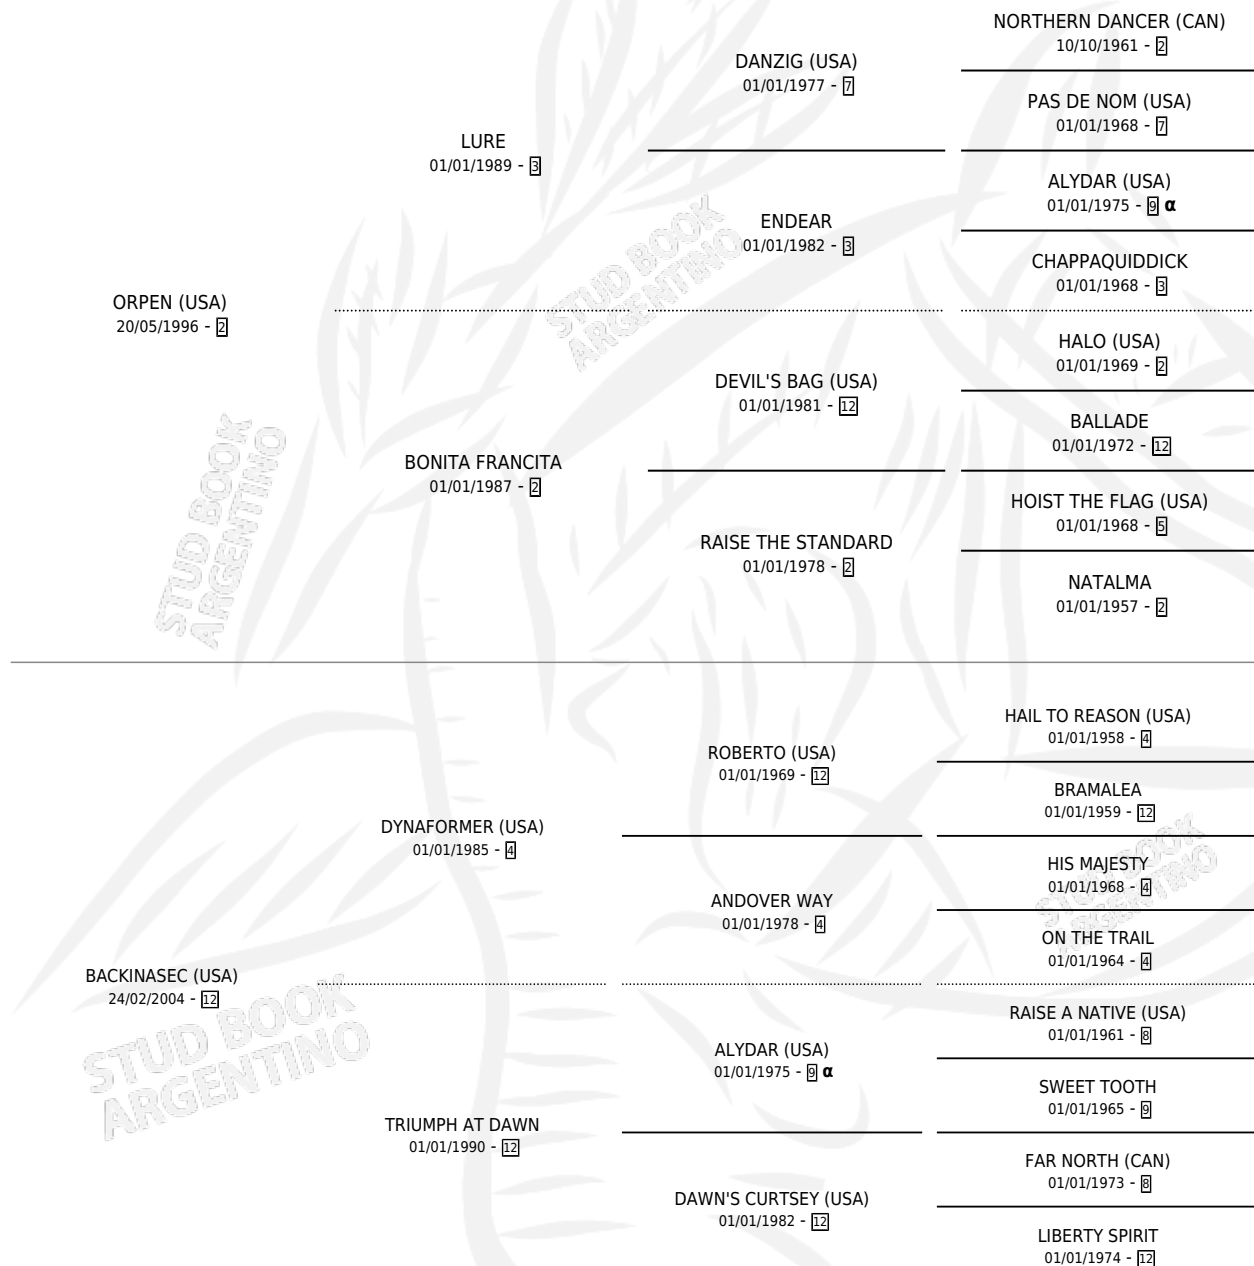 NORTHERN DANCER (CAN)
10/10/1961 - 2
DANZIG (USA)
01/01/1977 - 7
PAS DE NOM (USA)
01/01/1968 - 7
LURE
01/01/1989 - 3
ALYDAR (USA)
01/01/1975 - 9 α
ENDEAR
01/01/1982 - 3
CHAPPAQUIDDICK
01/01/1968 - 3
ORPEN (USA)
20/05/1996 - 2
HALO (USA)
01/01/1969 - 2
DEVIL'S BAG (USA)
01/01/1981 - 12
BALLADE
01/01/1972 - 12
BONITA FRANCITA
01/01/1987 - 2
HOIST THE FLAG (USA)
01/01/1968 - 5
RAISE THE STANDARD
01/01/1978 - 2
NATALMA
01/01/1957 - 2
STUD BOOK
ARGENTINO
STUD BOOK
ARGENTINO
HAIL TO REASON (USA)
01/01/1958 - 4
ROBERTO (USA)
01/01/1969 - 12
BRAMALEA
01/01/1959 - 12
DYNAFORMER (USA)
01/01/1985 - 4
HIS MAJESTY
01/01/1968 - 4
ANDOVER WAY
01/01/1978 - 4
ON THE TRAIL
01/01/1964 - 4
BACKINASEC (USA)
24/02/2004 - 12
RAISE A NATIVE (USA)
01/01/1961 - 8
ALYDAR (USA)
01/01/1975 - 9 α
SWEET TOOTH
01/01/1965 - 9
TRIUMPH AT DAWN
01/01/1990 - 12
FAR NORTH (CAN)
01/01/1973 - 8
DAWN'S CURTSEY (USA)
01/01/1982 - 12
LIBERTY SPIRIT
01/01/1974 - 12
STUD BOOK
ARGENTINO
STUD BOOK
ARGENTINO